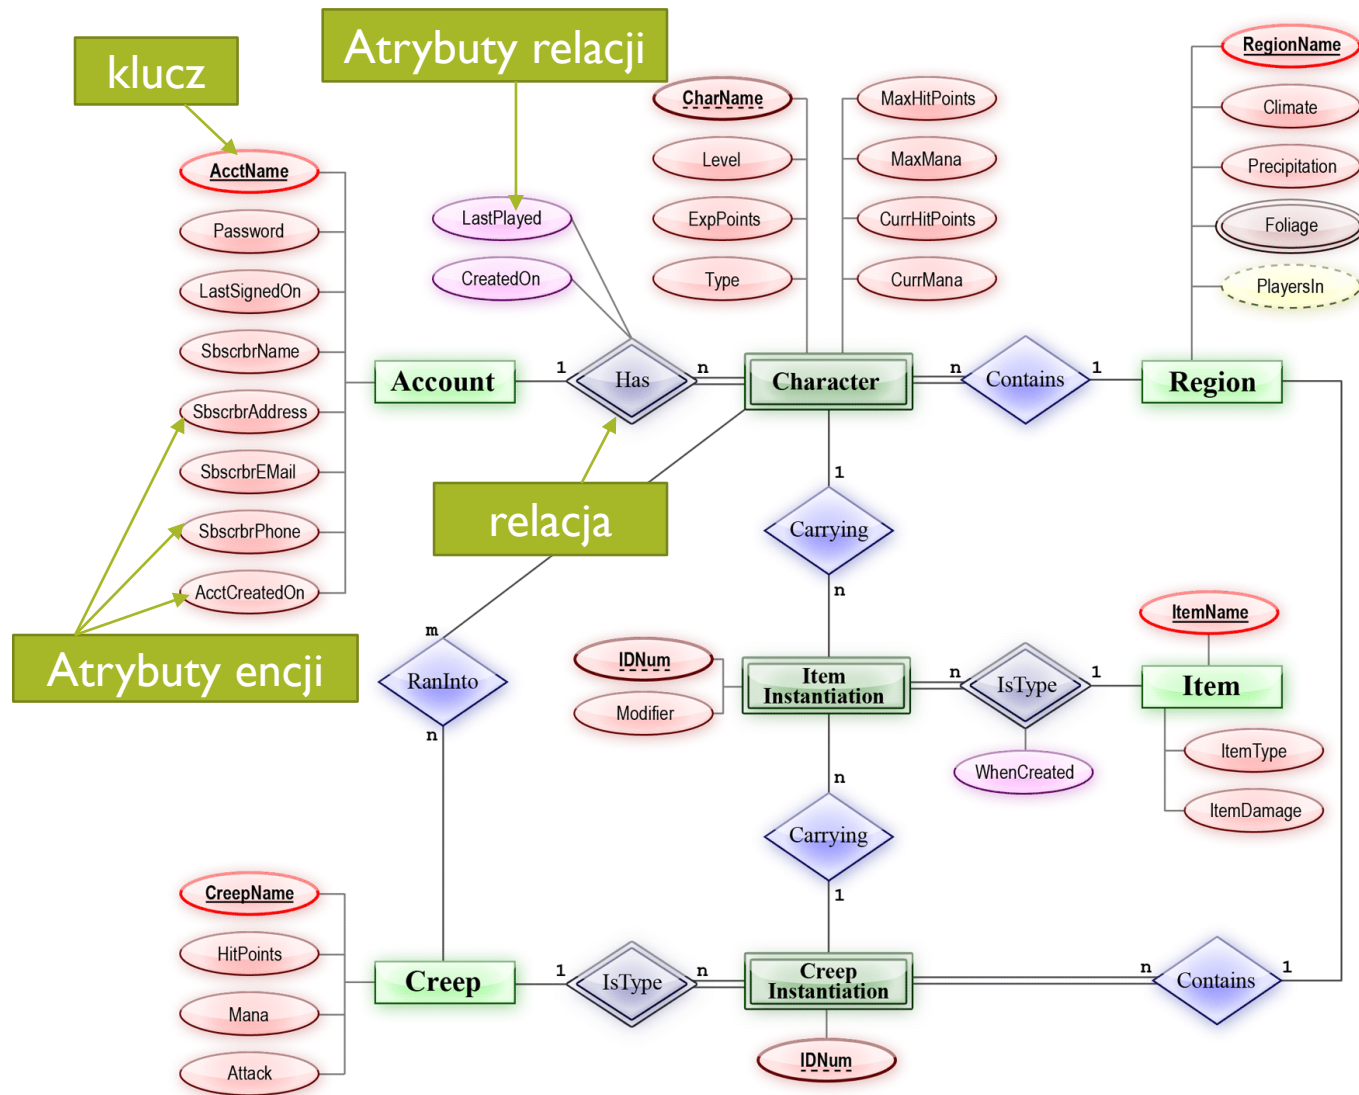 Atrybuty relacji
klucz
RegionName
CharName
MaxHitPoints
Climate
AcctName
Level
MaxMana
Precipitation
LastPlayed
ExpPoints
CurrHitPoints
Password
Foliage
CreatedOn
Type
CurrMana
LastSignedOn
PlayersIn
SbscrbrName
Account
1
Has
n
Character
n
Contains
1
Region
SbscrbrAddress
SbscrbrEMail
1
relacja
SbscrbrPhone
Carrying
AcctCreatedOn
n
ItemName
m
Atrybuty encji
RanInto
IDNum
Modifier
Item
Instantiation
n
IsType
1
Item
n
ItemType
WhenCreated
n
ItemDamage
Carrying
CreepName
1
HitPoints
Creep
1
IsType
n
Creep
Instantiation
n
Contains
1
Mana
IDNum
Attack